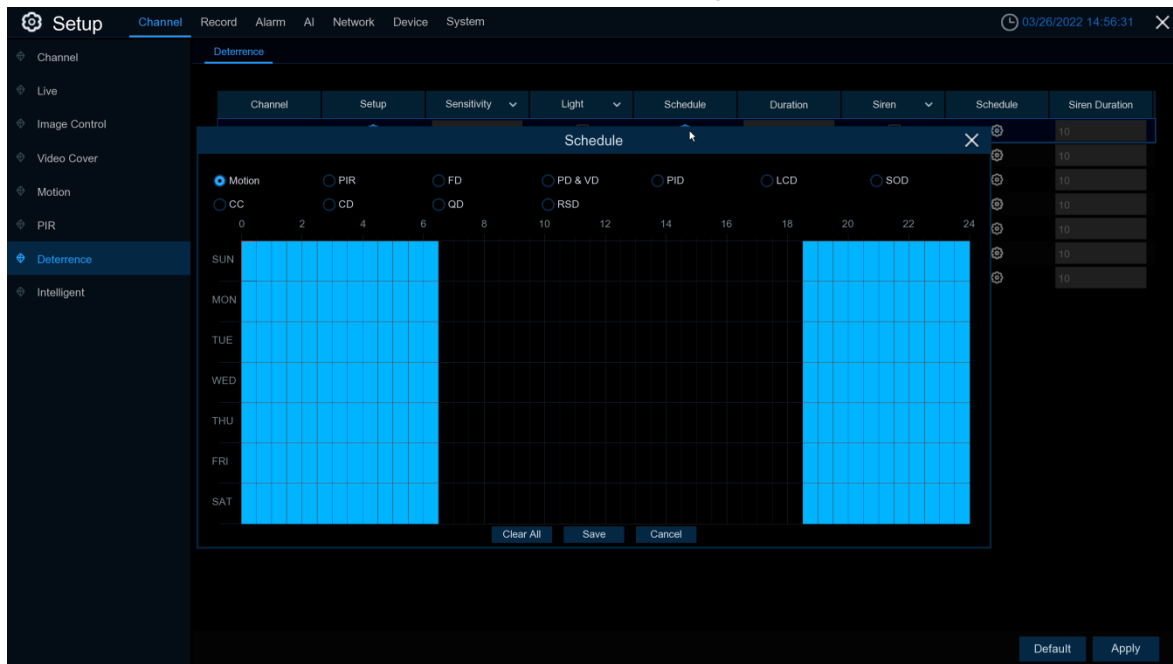 Setup Channel Record Alarm AI Network Device System 03/26/2022 14:56:31
Channel
Deterrence
Live
Channel Setup Sensitivity Light Schedule Duration Siren Schedule Siren Duration
Image Control
10
Schedule
Video Cover
10
Motion PIR FD PD & VD PID LCD SOD
10
Motion
CC CD QD RSD
10
PIR
0 2 4 6 8 10 12 14 16 18 20 22 24
10
Deterrence
SUN
10
10
Intelligent
MON
TUE
WED
THU
FRI
SAT
Clear All Save Cancel
Default Apply